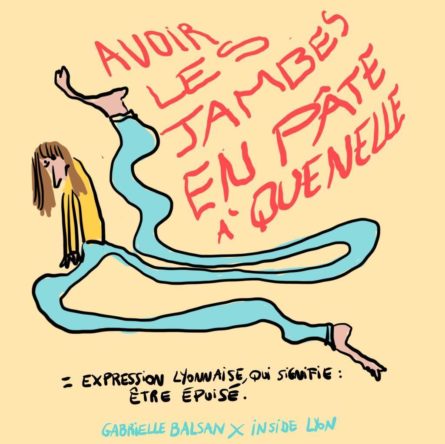 AVOIR
LES
JAMBES
EN PÂTE
À QUENELLE
= EXPRESSION LYONNAISE, QUI SIGNIFIE :
ÊTRE ÉPUISÉ.
GABRIELLE BALSAN X INSIDE LYON